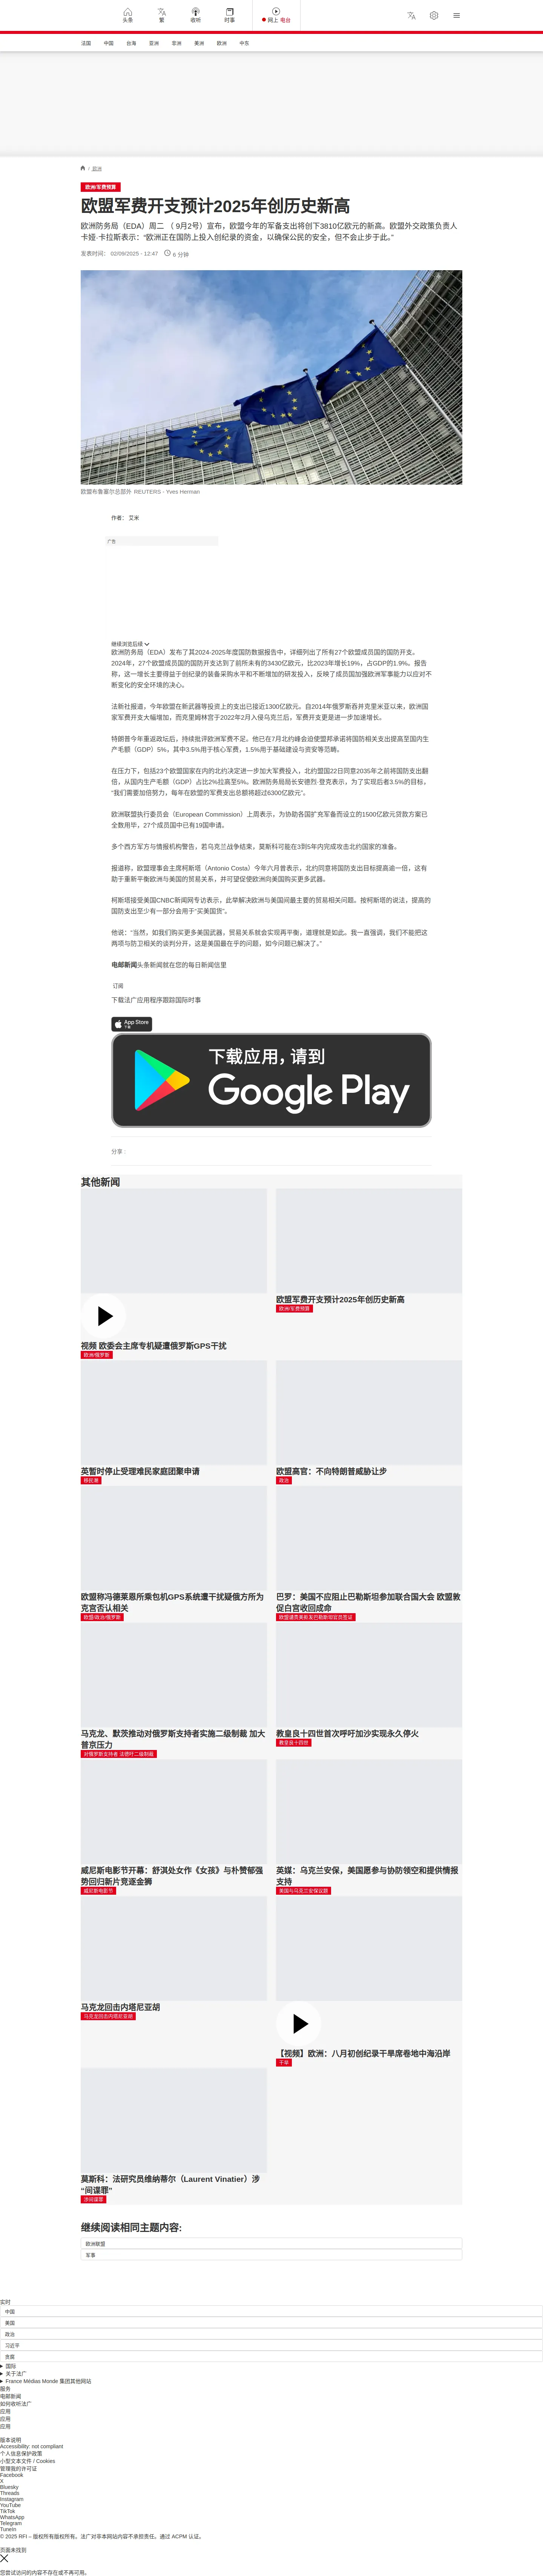 头条
繁
收听
时事
网上 电台
法国
中国
台海
亚洲
非洲
美洲
欧洲
中东
/ 欧洲
欧洲/军费预算
欧盟军费开支预计2025年创历史新高
欧洲防务局（EDA）周二 （ 9月2号）宣布，欧盟今年的军备支出将创下3810亿欧元的新高。欧盟外交政策负责人
卡娅·卡拉斯表示：“欧洲正在国防上投入创纪录的资金，以确保公民的安全，但不会止步于此。”
发表时间： 02/09/2025 - 12:47 6 分钟
欧盟布鲁塞尔总部外 REUTERS - Yves Herman
作者： 艾米
广告
继续浏览后续
欧洲防务局（EDA）发布了其2024-2025年度国防数据报告中，详细列出了所有27个欧盟成员国的国防开支。
2024年，27个欧盟成员国的国防开支达到了前所未有的3430亿欧元，比2023年增长19%，占GDP的1.9%。报告
称，这一增长主要得益于创纪录的装备采购水平和不断增加的研发投入，反映了成员国加强欧洲军事能力以应对不
断变化的安全环境的决心。
法新社报道，今年欧盟在新武器等投资上的支出已接近1300亿欧元。自2014年俄罗斯吞并克里米亚以来，欧洲国
家军费开支大幅增加，而克里姆林宫于2022年2月入侵乌克兰后，军费开支更是进一步加速增长。
特朗普今年重返政坛后，持续批评欧洲军费不足。他已在7月北约峰会迫使盟邦承诺将国防相关支出提高至国内生
产毛额（GDP）5%，其中3.5%用于核心军费，1.5%用于基础建设与资安等范畴。
在压力下，包括23个欧盟国家在内的北约决定进一步加大军费投入，北约盟国22日同意2035年之前将国防支出翻
倍，从国内生产毛额（GDP）占比2%拉高至5%。欧洲防务局局长安德烈·登克表示，为了实现后者3.5%的目标，
“我们需要加倍努力，每年在欧盟的军费支出总额将超过6300亿欧元”。
欧洲联盟执行委员会（European Commission）上周表示，为协助各国扩充军备而设立的1500亿欧元贷款方案已
全数用毕，27个成员国中已有19国申请。
多个西方军方与情报机构警告，若乌克兰战争结束，莫斯科可能在3到5年内完成攻击北约国家的准备。
报道称，欧盟理事会主席柯斯塔（Antonio Costa）今年六月曾表示，北约同意将国防支出目标提高逾一倍，这有
助于重新平衡欧洲与美国的贸易关系，并可望促使欧洲向美国购买更多武器。
柯斯塔接受美国CNBC新闻网专访表示，此举解决欧洲与美国间最主要的贸易相关问题。按柯斯塔的说法，提高的
国防支出至少有一部分会用于“买美国货”。
他说：“当然，如我们购买更多美国武器，贸易关系就会实现再平衡，道理就是如此。我一直强调，我们不能把这
两项与防卫相关的谈判分开，这是美国最在乎的问题，如今问题已解决了。”
电邮新闻头条新闻就在您的每日新闻信里
订阅
下载法广应用程序跟踪国际时事
App Store
下载
下载应用，请到
Google Play
分享 :
其他新闻
视频 欧委会主席专机疑遭俄罗斯GPS干扰
欧洲/俄罗斯
欧盟军费开支预计2025年创历史新高
欧洲/军费预算
英暂时停止受理难民家庭团聚申请
移民潮
欧盟高官：不向特朗普威胁让步
政治
欧盟称冯德莱恩所乘包机GPS系统遭干扰疑俄方所为
克宫否认相关
欧盟/政治/俄罗斯
巴罗：美国不应阻止巴勒斯坦参加联合国大会 欧盟敦
促白宫收回成命
欧盟谴责美拒发巴勒斯坦官员签证
马克龙、默茨推动对俄罗斯支持者实施二级制裁 加大
普京压力
对俄罗斯支持者 法德吁二级制裁
教皇良十四世首次呼吁加沙实现永久停火
教皇良十四世
威尼斯电影节开幕：舒淇处女作《女孩》与朴赞郁强
势回归新片竞逐金狮
威尼斯电影节
英媒：乌克兰安保，美国愿参与协防领空和提供情报
支持
美国与乌克兰安保议题
马克龙回击内塔尼亚胡
马克龙回击内塔尼亚胡
【视频】欧洲：八月初创纪录干旱席卷地中海沿岸
干旱
莫斯科：法研究员维纳蒂尔（Laurent Vinatier）涉
“间谍罪”
涉间谍罪
继续阅读相同主题内容:
欧洲联盟
军事
实时
中国
美国
政治
习近平
贪腐
国际
关于法广
France Médias Monde 集团其他网站
服务
电邮新闻
如何收听法广
应用
应用
应用
版本说明
Accessibility: not compliant
个人信息保护政策
小型文本文件 / Cookies
管理我的许可证
Facebook
X
Bluesky
Threads
Instagram
YouTube
TikTok
WhatsApp
Telegram
TuneIn
© 2025 RFI – 版权所有版权所有。法广对非本网站内容不承担责任。通过 ACPM 认证。
页面未找到
您尝试访问的内容不存在或不再可用。